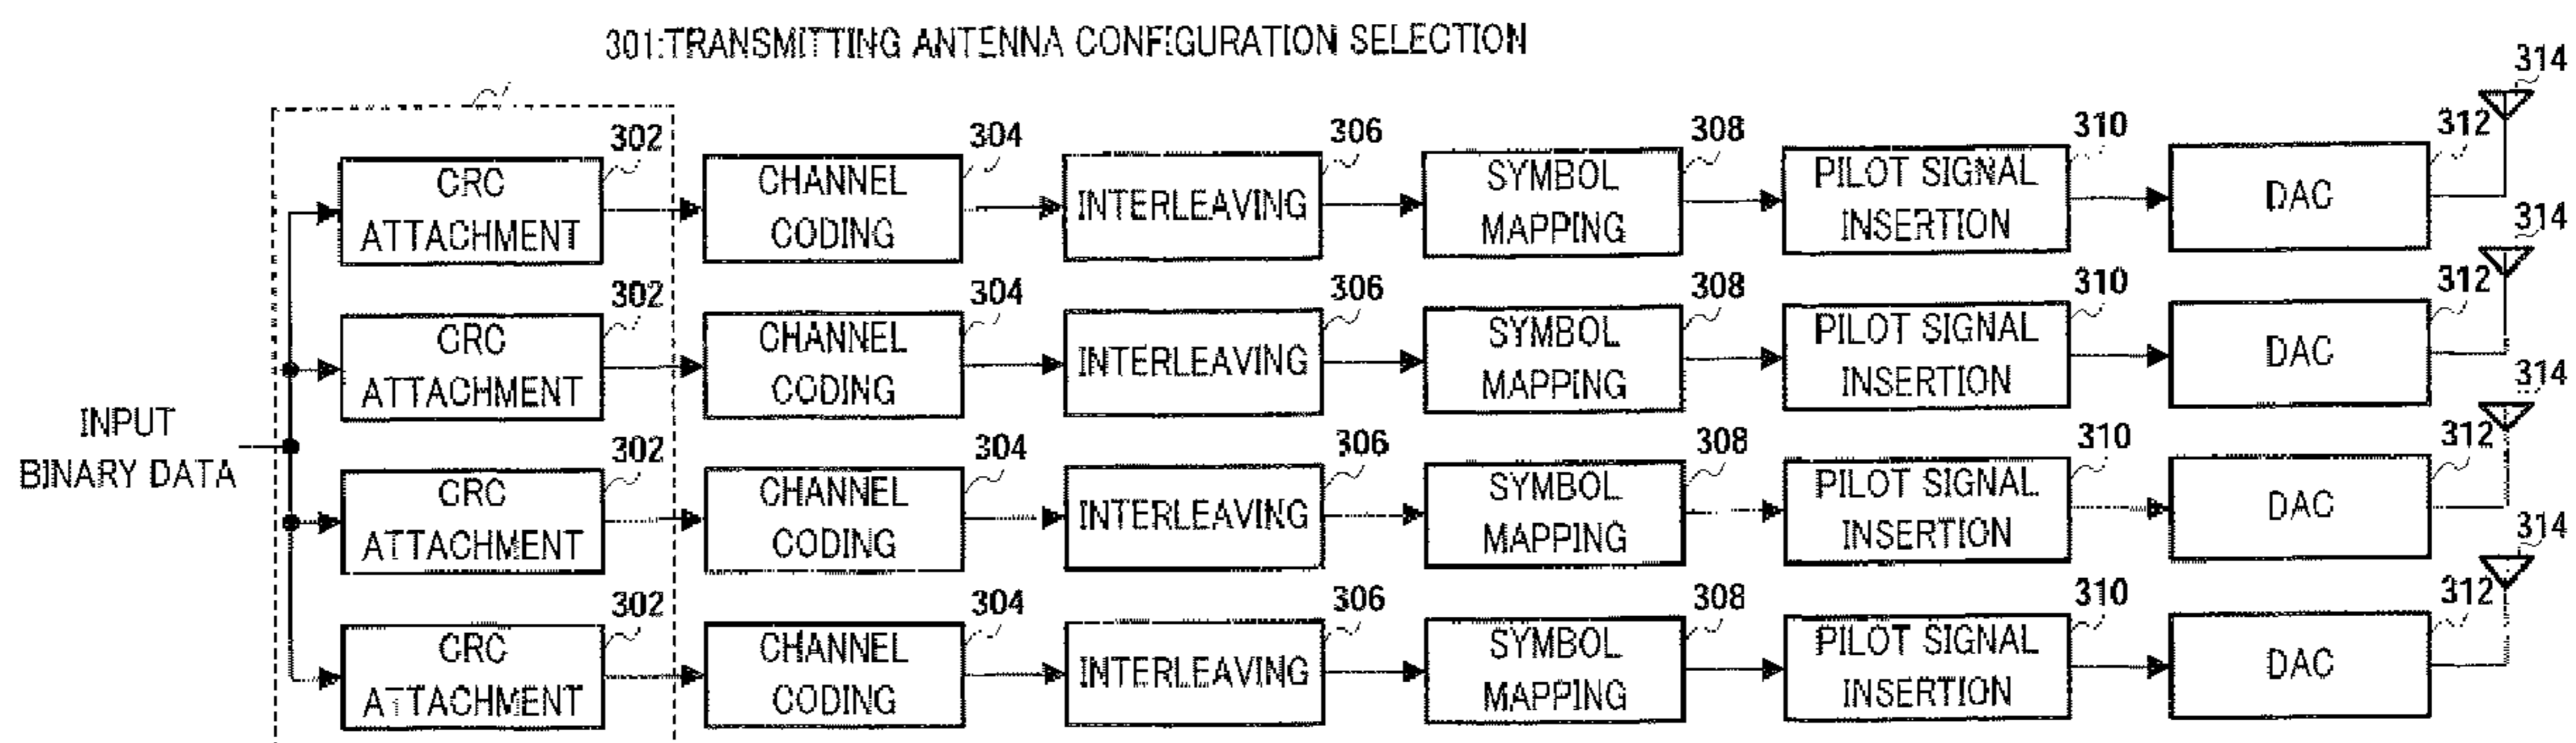 301:TRANSMITTING ANTENNA CONFIGURATION SELECTION
314
302
304
306
308
310
312
CRC
ATTACHMENT
CHANNEL
CODING
INTERLEAVING
SYMBOL
MAPPING
PILOT SIGNAL
INSERTION
DAC
314
302
304
306
308
310
312
CRC
ATTACHMENT
CHANNEL
CODING
INTERLEAVING
SYMBOL
MAPPING
PILOT SIGNAL
INSERTION
DAC
314
INPUT
BINARY DATA
302
304
306
308
310
312
CRC
ATTACHMENT
CHANNEL
CODING
INTERLEAVING
SYMBOL
MAPPING
PILOT SIGNAL
INSERTION
DAC
314
302
304
306
308
310
312
CRC
ATTACHMENT
CHANNEL
CODING
INTERLEAVING
SYMBOL
MAPPING
PILOT SIGNAL
INSERTION
DAC